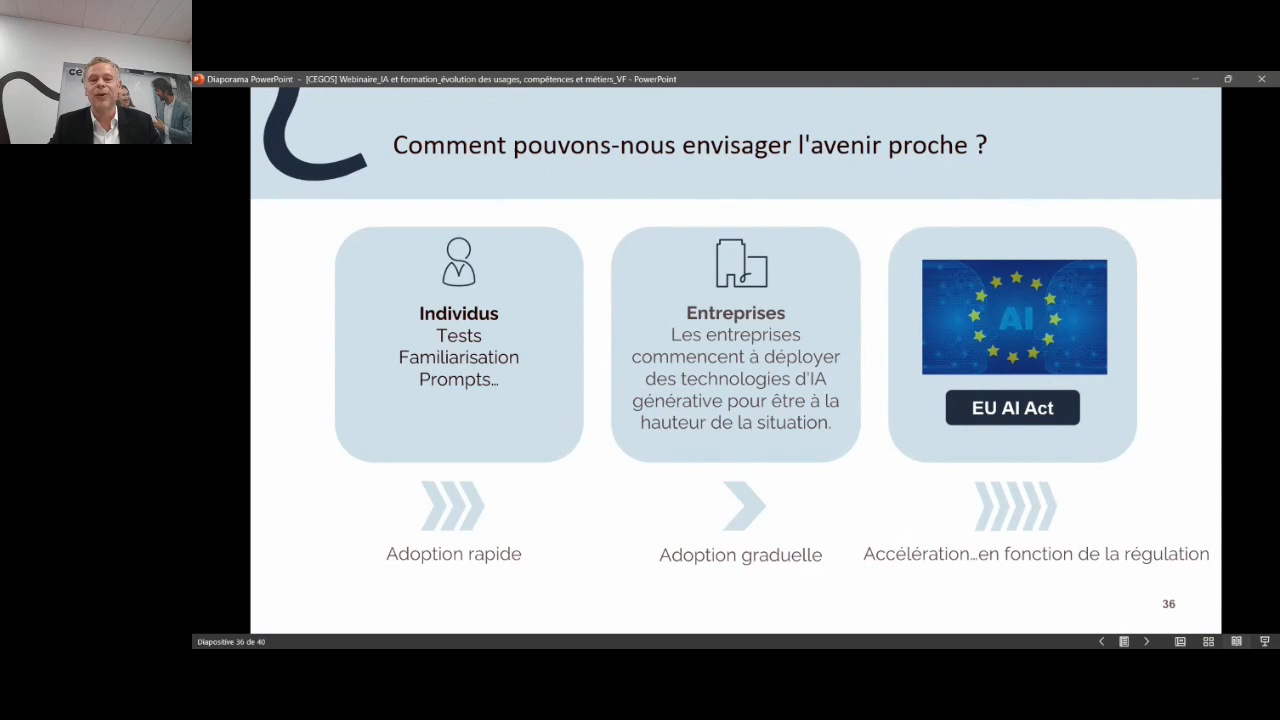 ce
Diaporama PowerPoint - [CEGOS] Webinaire_IA et formation_évolution des usages, compétences et métiers_VF - PowerPoint
Comment pouvons-nous envisager l'avenir proche ?
Individus
Tests
Familiarisation
Prompts...
Entreprises
Les entreprises
commencent à déployer
des technologies d'IA
générative pour être à la
hauteur de la situation.
AI
EU AI Act
Adoption rapide
Adoption graduelle
Accélération...en fonction de la régulation
36
Diapositive 36 de 40